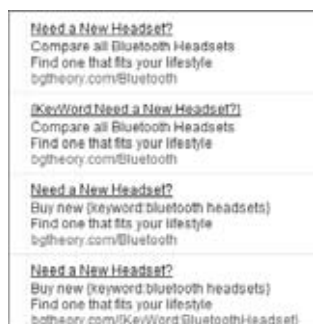 Need a New Headset?
Compare all Bluetooth Headsets
Find one that fits your lifestyle
bgtheory.com/Bluetooth
{KeyWord:Need a New Headset?}
Compare all Bluetooth Headsets
Find one that fits your lifestyle
bgtheory.com/Bluetooth
Need a New Headset?
Buy new {keyword:bluetooth headsets}
Find one that fits your lifestyle
bgtheory.com/Bluetooth
Need a New Headset?
Buy new {keyword:bluetooth headsets}
Find one that fits your lifestyle
bgtheory.com/{KeyWord:BluetoothHeadset}